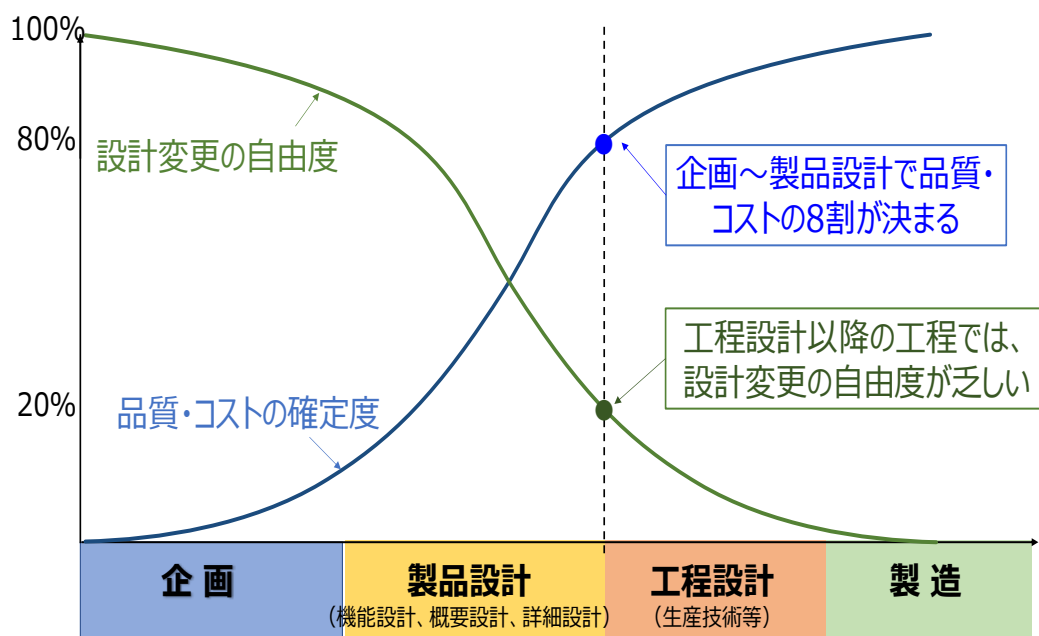 100%
80%
設計変更の自由度
企画～製品設計で品質・
コストの8割が決まる
工程設計以降の工程では、
設計変更の自由度が乏しい
20%
品質・コストの確定度
企 画
製品設計
（機能設計、概要設計、詳細設計）
工程設計
（生産技術等）
製 造